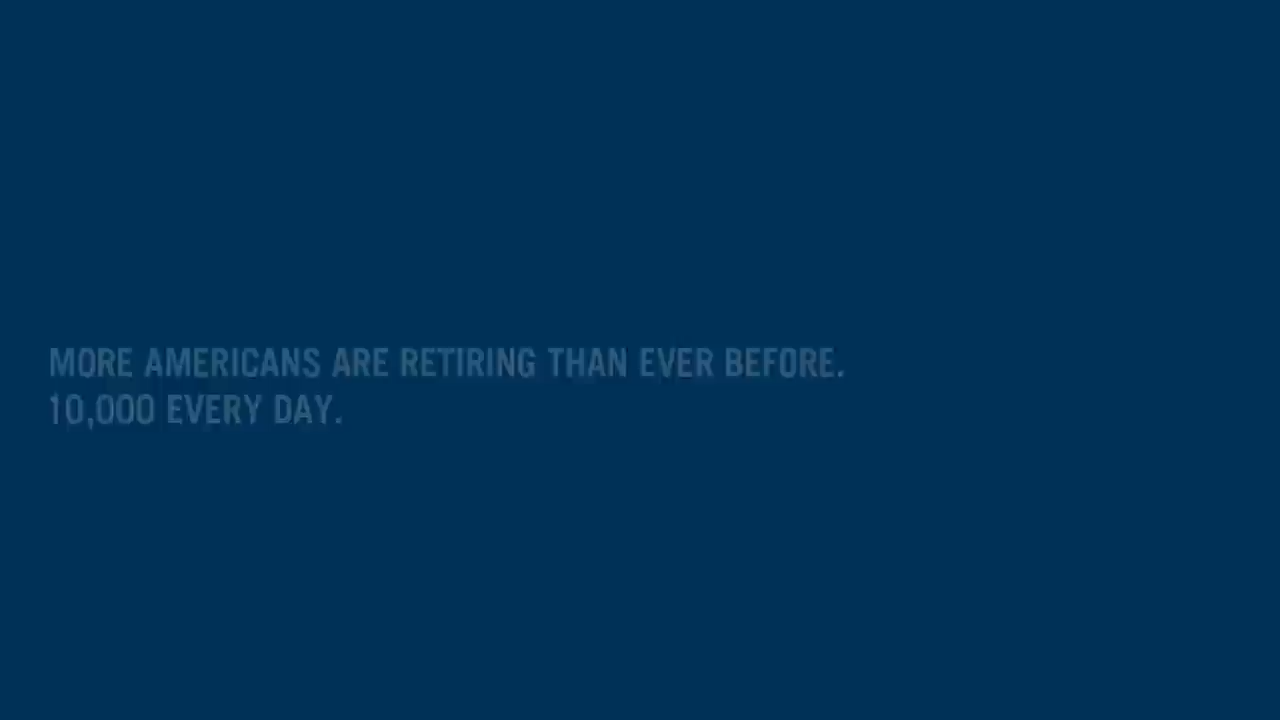 MORE AMERICANS ARE RETIRING THAN EVER BEFORE.
10,000 EVERY DAY.